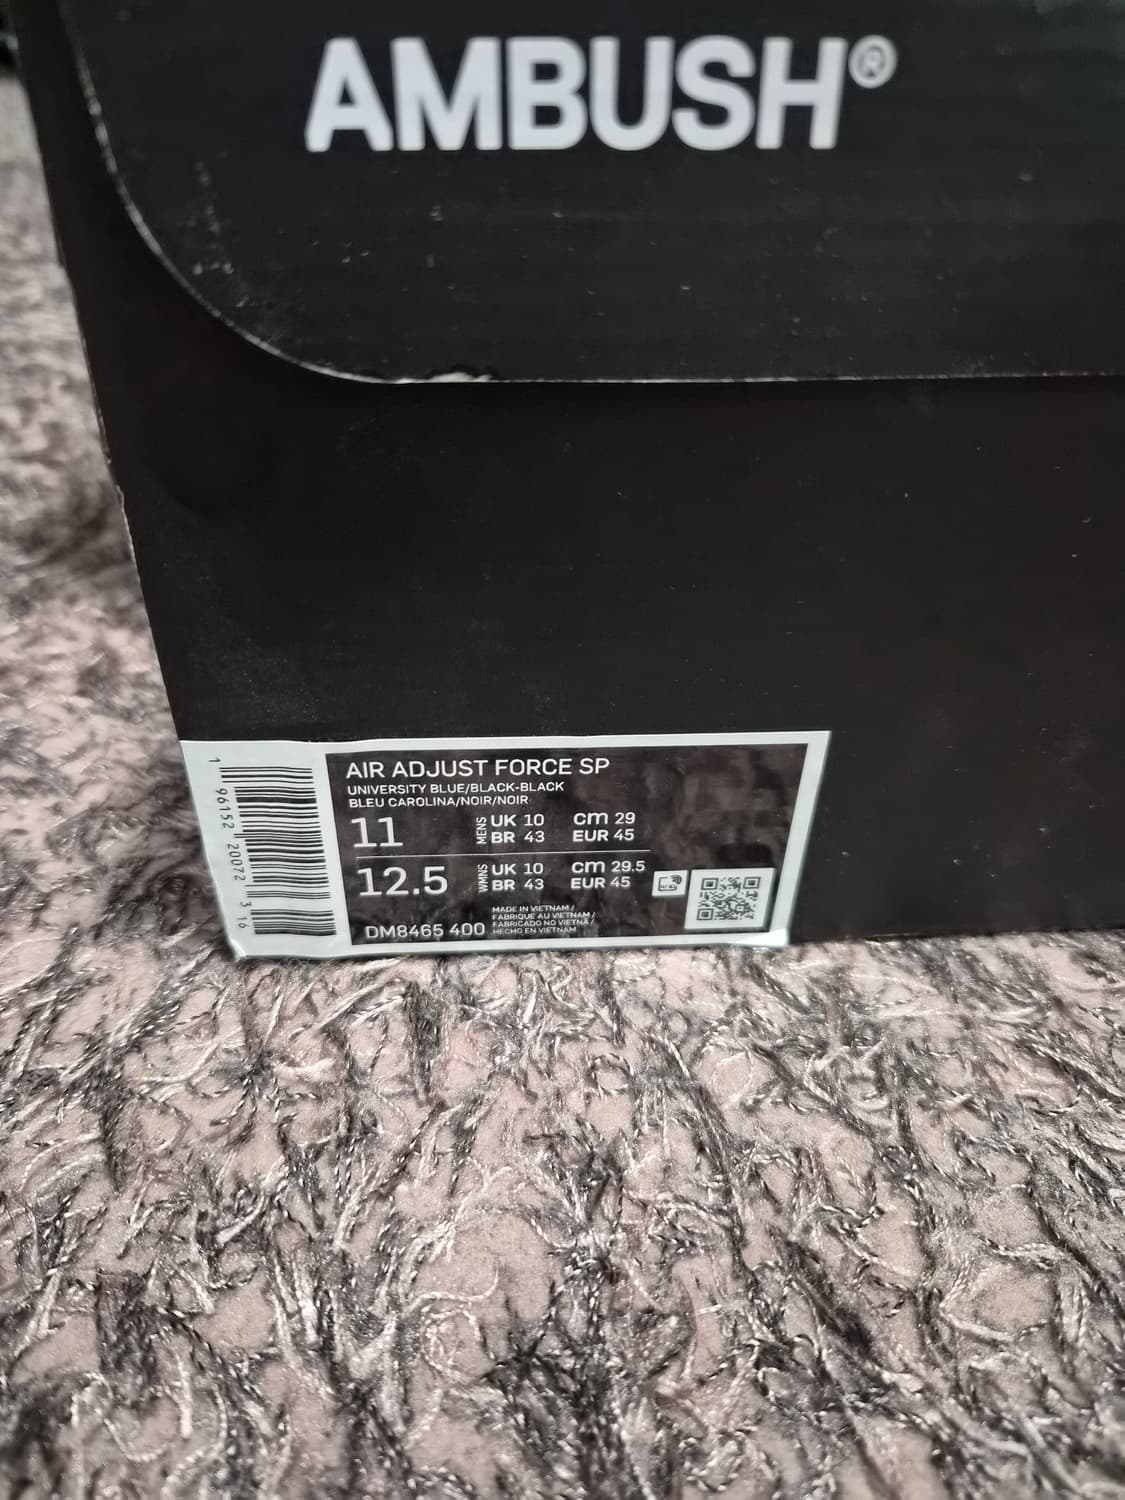 AMBUSH®
AIR ADJUST FORCE SP
UNIVERSITY BLUE/BLACK-BLACK
BLEU CAROLINA/NOIR/NOIR
11 MENS UK 10 cm 29
BR 43 EUR 45
12.5 WMNS UK 10 cm 29.5
BR 43 EUR 45
MADE IN VIETNAM /
FABRIQUE AU VIETNAM /
FABRICADO NO VIETNÃ /
HECHO EN VIETNAM
DM8465 400
1 96152 20072 3 16